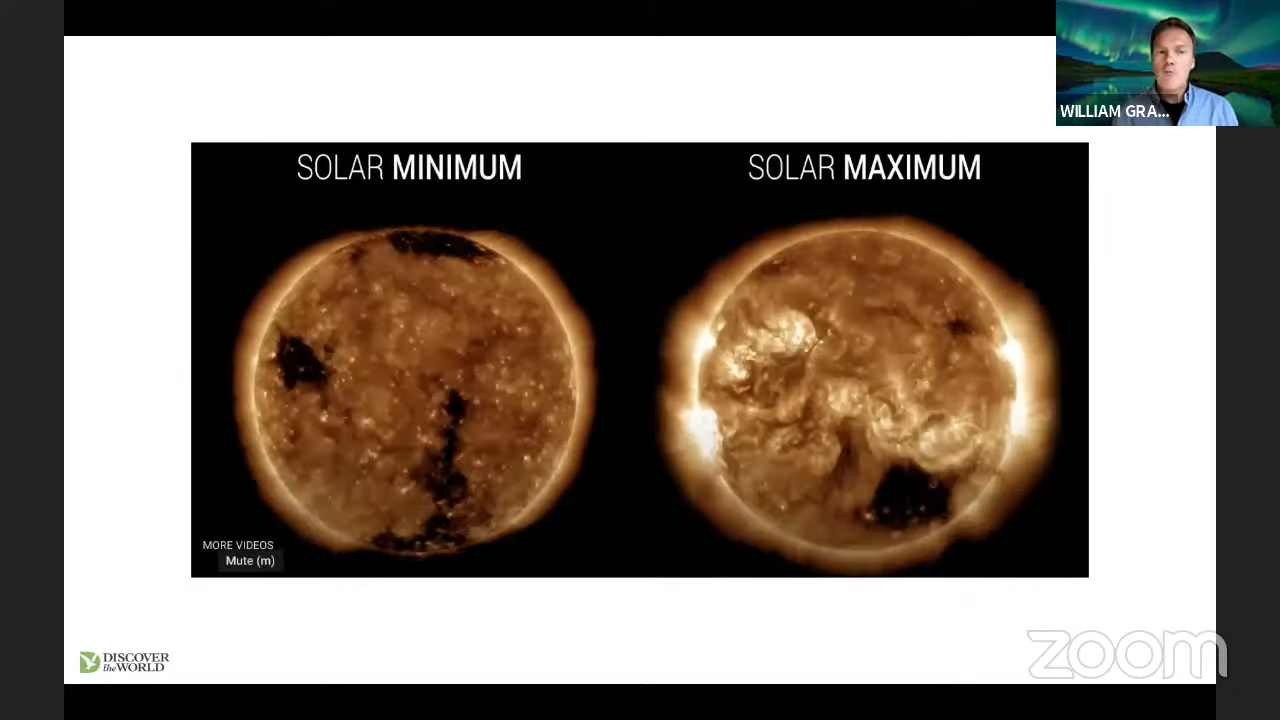 WILLIAM GRA...
SOLAR MINIMUM
SOLAR MAXIMUM
MORE VIDEOS
Mute (m)
DISCOVER
the WORLD
zoom